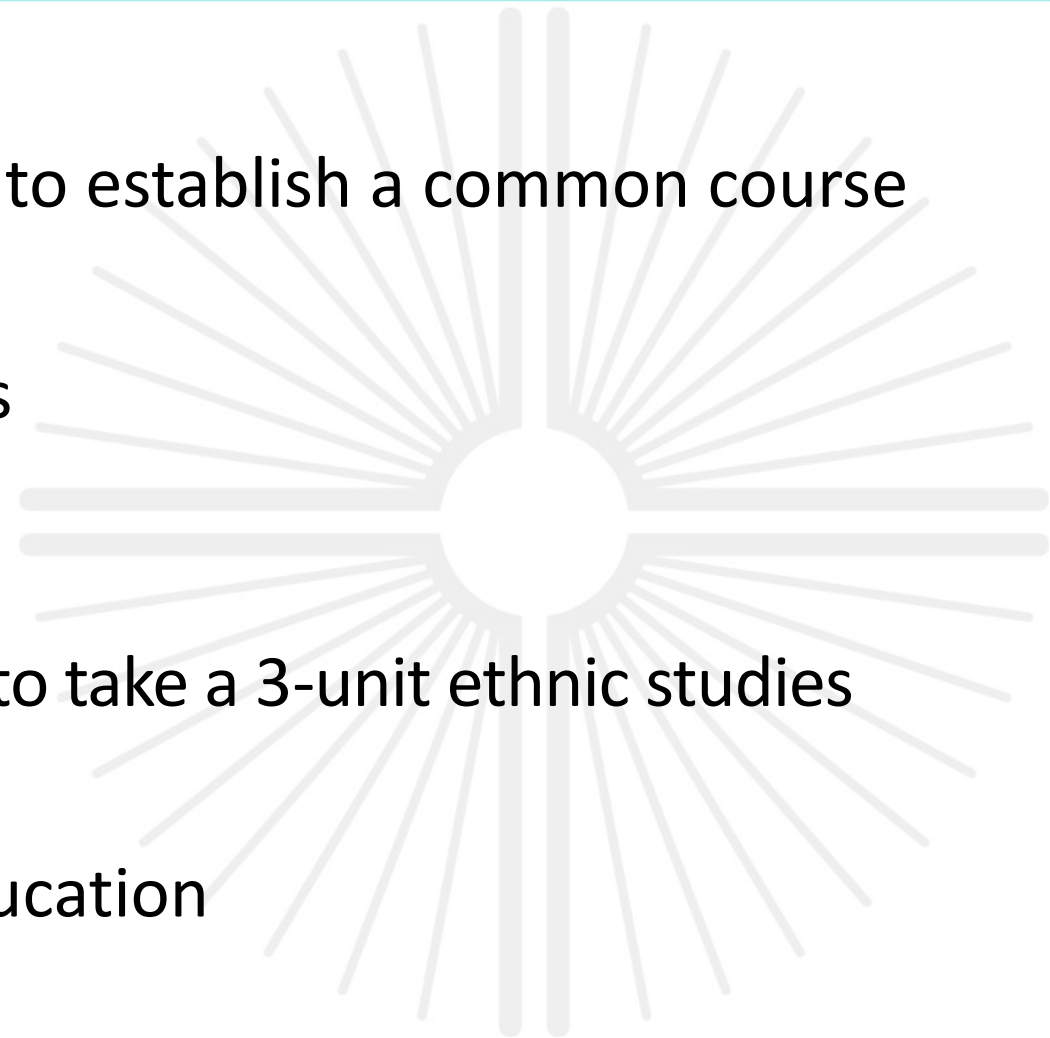 to establish a common course
s
to take a 3-unit ethnic studies
ucation